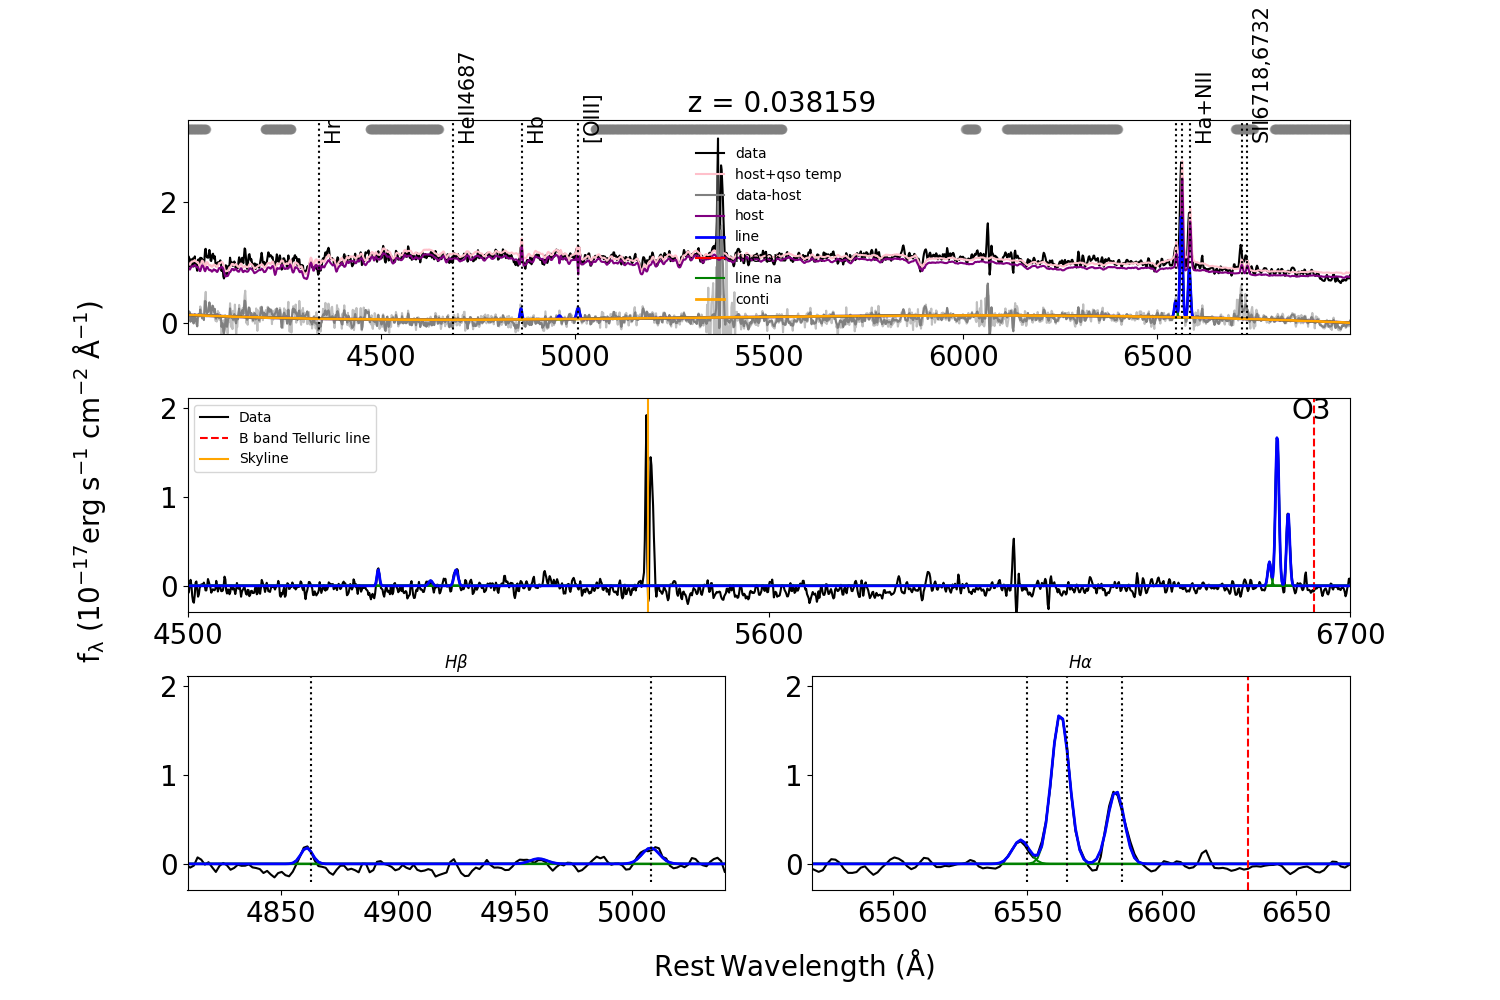 z = 0.038159
Hr
HeII4687
Hb
[OIII]
Ha+NII
SII6718,6732
data
host+qso temp
data-host
host
line
line na
conti
2
0
4500
5000
5500
6000
6500
f_λ (10^−17 erg s^−1 cm^−2 Å^−1)
Data
B band Telluric line
Skyline
O3
2
1
0
4500
5600
6700
Hβ
2
1
0
4850
4900
4950
5000
Hα
2
1
0
6500
6550
6600
6650
Rest Wavelength (Å)